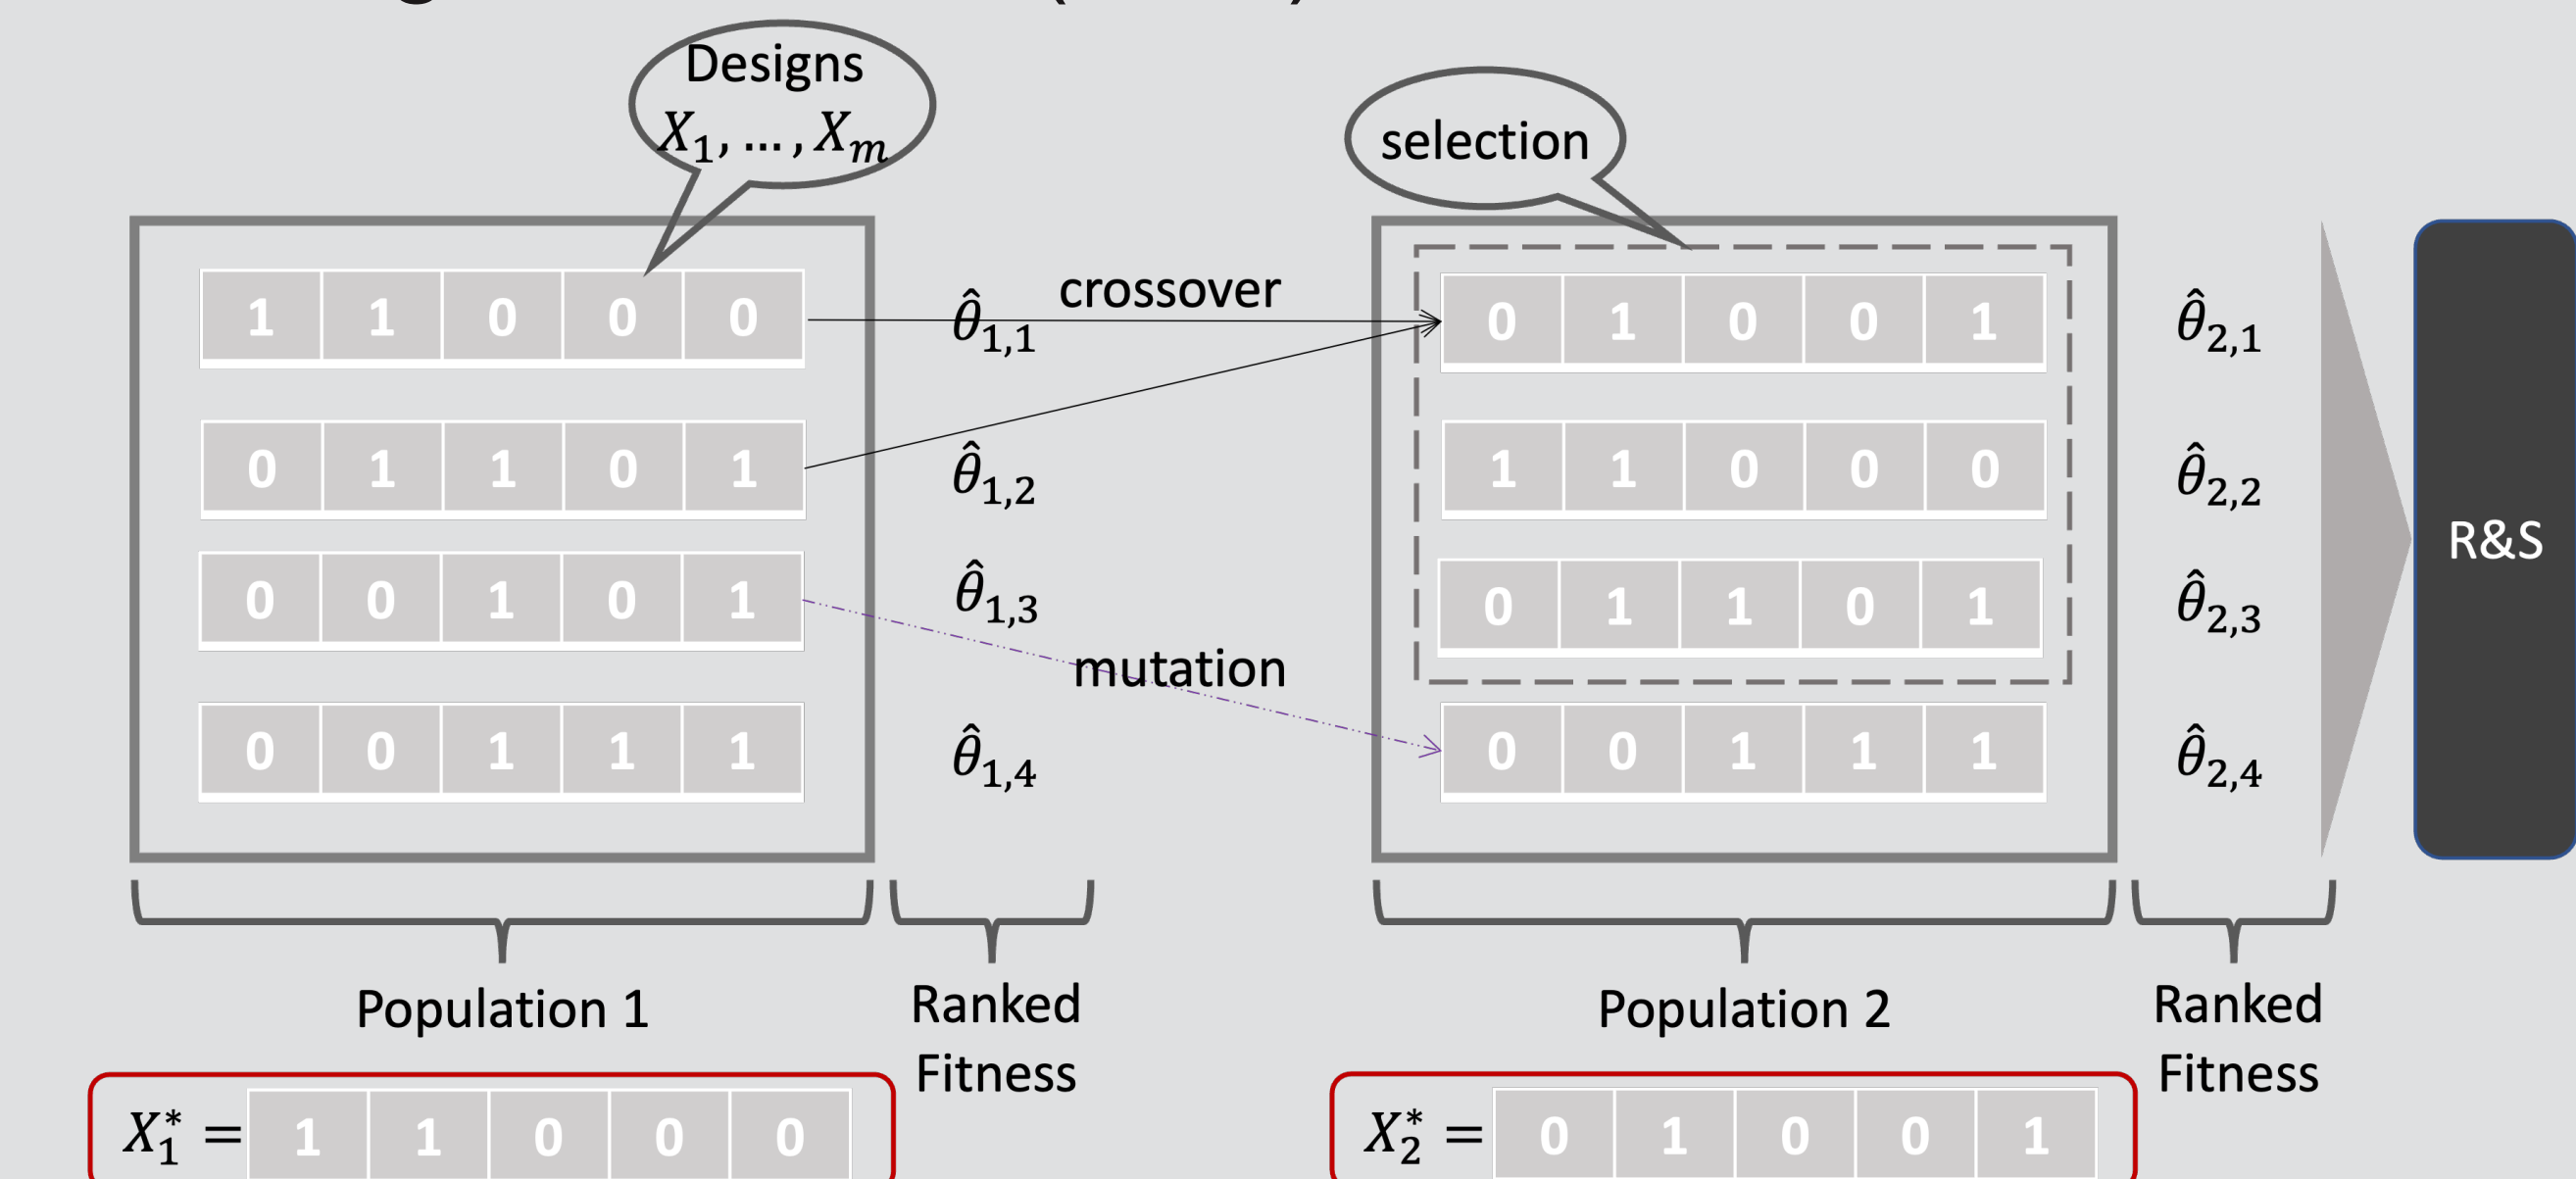 Designs
X₁, ..., Xₘ
selection
1 1 0 0 0
θ̂₁,₁
crossover
0 1 0 0 1
θ̂₂,₁
0 1 1 0 1
θ̂₁,₂
1 1 0 0 0
θ̂₂,₂
R&S
0 0 1 0 1
θ̂₁,₃
0 1 1 0 1
θ̂₂,₃
mutation
0 0 1 1 1
θ̂₁,₄
0 0 1 1 1
θ̂₂,₄
Population 1
Ranked
Fitness
Population 2
Ranked
Fitness
X₁* = 1 1 0 0 0
X₂* = 0 1 0 0 1